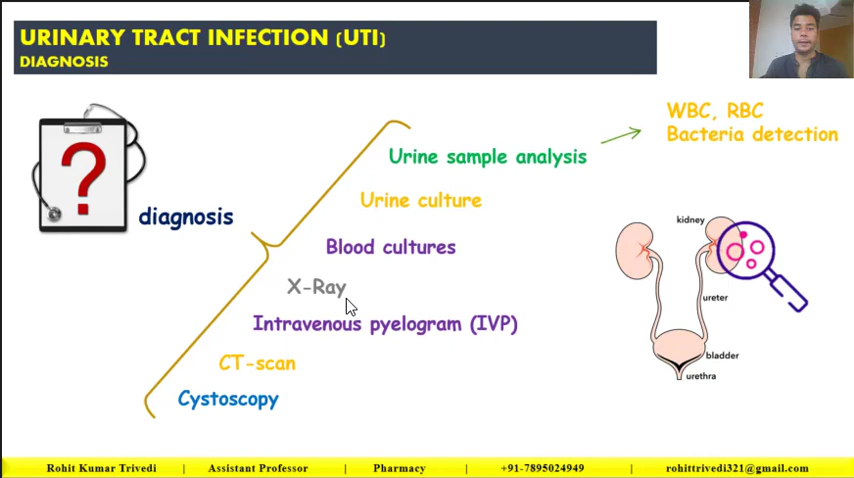 URINARY TRACT INFECTION (UTI)
DIAGNOSIS
WBC, RBC
Bacteria detection
Urine sample analysis
Urine culture
diagnosis
Blood cultures
X-Ray
Intravenous pyelogram (IVP)
CT-scan
Cystoscopy
kidney
ureter
bladder
urethra
Rohit Kumar Trivedi | Assistant Professor | Pharmacy | +91-7895024949 | rohittrivedi321@gmail.com